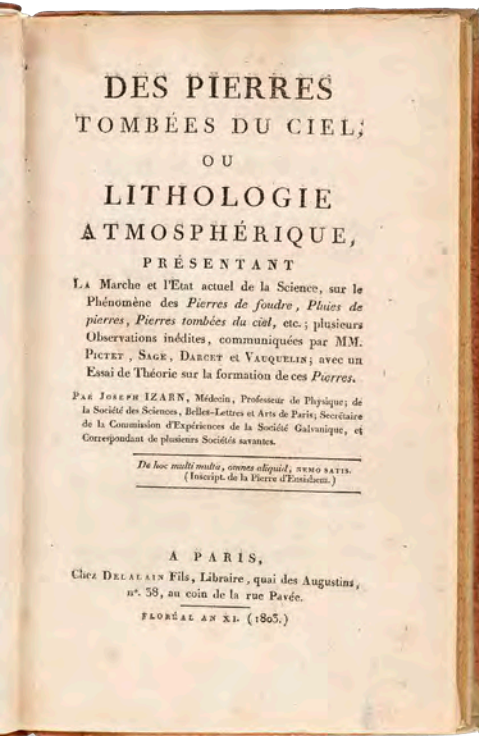 DES PIERRES
TOMBÉES DU CIEL;
OU
LITHOLOGIE
ATMOSPHÉRIQUE,
PRÉSENTANT
LA Marche et l'Etat actuel de la Science, sur le
Phénomène des Pierres de foudre, Pluies de
pierres, Pierres tombées du ciel, etc.; plusieurs
Observations inédites, communiquées par MM.
PICTET, SAGE, DARCET et VAUQUELIN; avec un
Essai de Théorie sur la formation de ces Pierres.
PAR JOSEPH IZARN, Médecin, Professeur de Physique; de
la Société des Sciences, Belles-Lettres et Arts de Paris; Secrétaire
de la Commission d'Expériences de la Société Galvanique, et
Correspondant de plusieurs Sociétés savantes.
De hoc multi multa, omnes aliquid, NEMO SATIS.
(Inscript. de la Pierre d'Ensisheim.)
A PARIS,
Chez DELALAIN Fils, Libraire, quai des Augustins,
n°. 38, au coin de la rue Pavée.
FLORÉAL AN XI. (1803.)